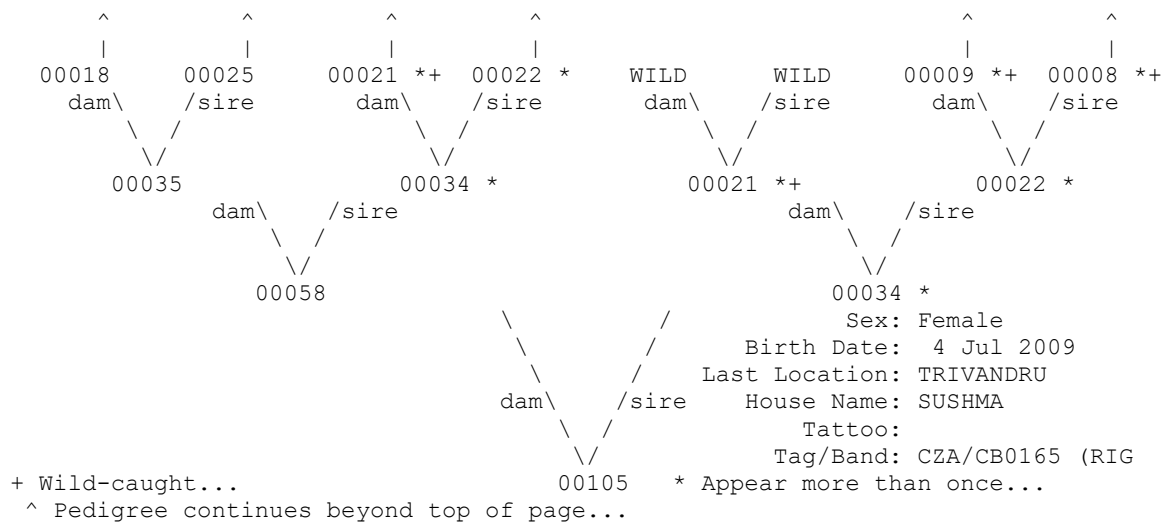 ^ ^ ^ ^ ^ ^
| | | | | |
00018 00025 00021 *+ 00022 * WILD WILD 00009 *+ 00008 *+
dam\ /sire dam\ /sire dam\ /sire dam\ /sire
\ / \ / \ / \ /
\/ \/ \/ \/
00035 00034 * 00021 *+ 00022 *
dam\ /sire dam\ /sire
\ / \ /
\/ \/
00058 00034 *
\ / Sex: Female
\ / Birth Date: 4 Jul 2009
\ / Last Location: TRIVANDRU
dam\ /sire House Name: SUSHMA
\ / Tattoo:
\/ Tag/Band: CZA/CB0165 (RIG
+ Wild-caught... 00105 * Appear more than once...
^ Pedigree continues beyond top of page...